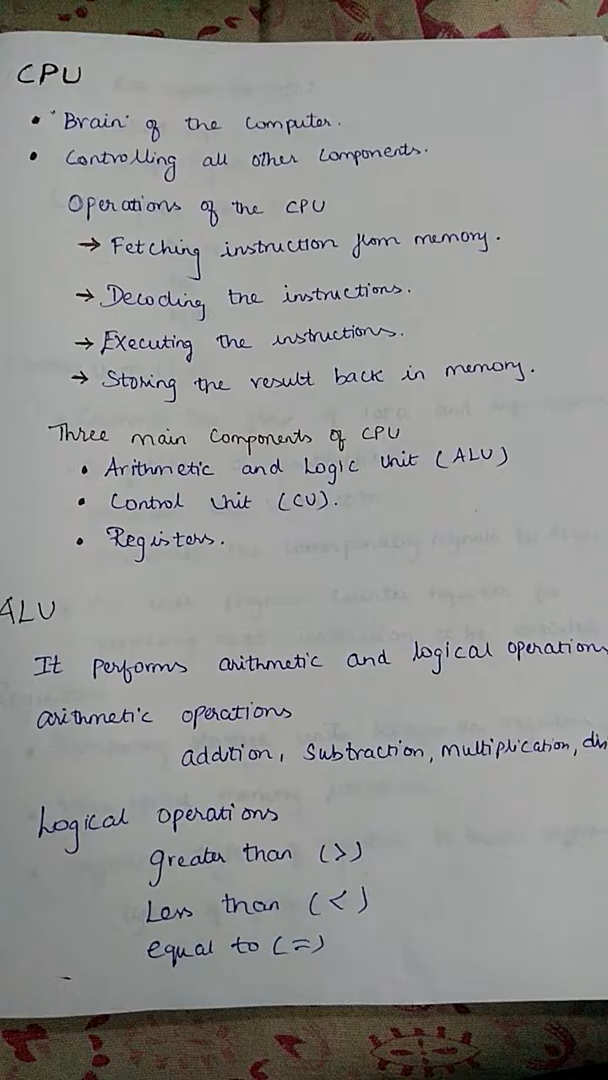 CPU
• "Brain" of the computer.
• Controlling all other components.
Operations of the CPU
→ Fetching instruction from memory.
→ Decoding the instructions.
→ Executing the instructions.
→ Storing the result back in memory.
Three main components of CPU
• Arithmetic and Logic Unit (ALU)
• Control Unit (CU).
• Registers.
ALU
It performs arithmetic and logical operations
arithmetic operations
addition, Subtraction, multiplication, di
Logical operations
greater than (>)
Less than (<)
equal to (=)